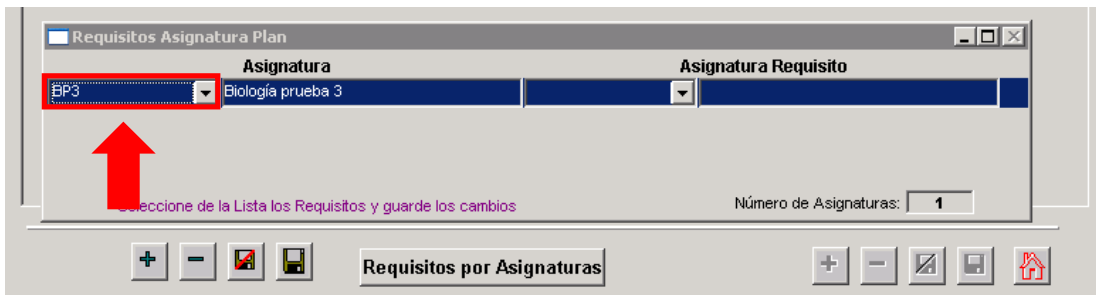 Requisitos Asignatura Plan
Asignatura Asignatura Requisito
BP3 Biología prueba 3
de la Lista los Requisitos y guarde los cambios
Número de Asignaturas: 1
Requisitos por Asignaturas